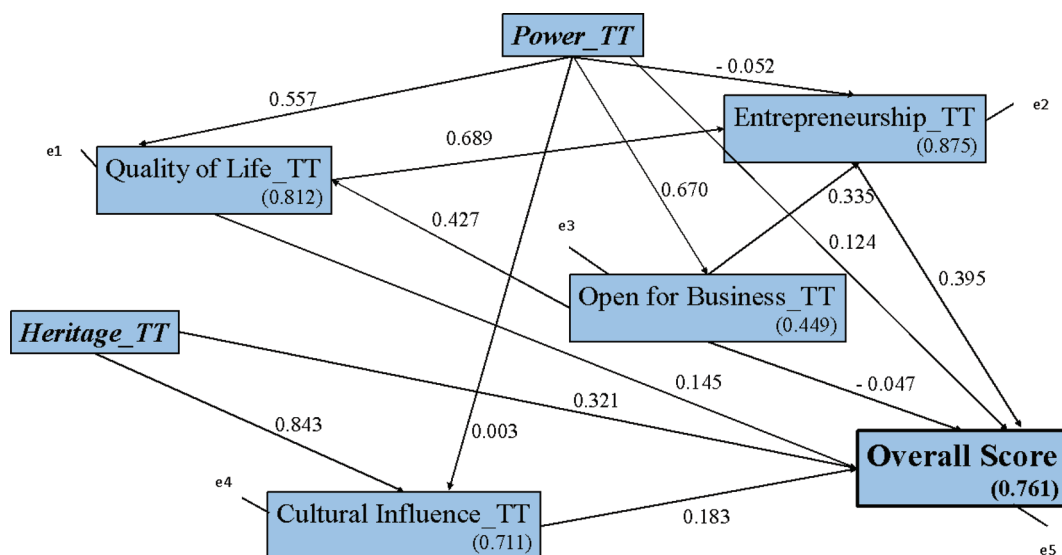 Power_TT
- 0.052
0.557
Entrepreneurship_TT
(0.875)
e2
0.689
e1
Quality of Life_TT
(0.812)
0.670
0.335
0.427
e3
0.124
0.395
Open for Business_TT
(0.449)
Heritage_TT
0.145
- 0.047
0.321
0.843
0.003
Overall Score
(0.761)
e4
Cultural Influence_TT
(0.711)
0.183
e5